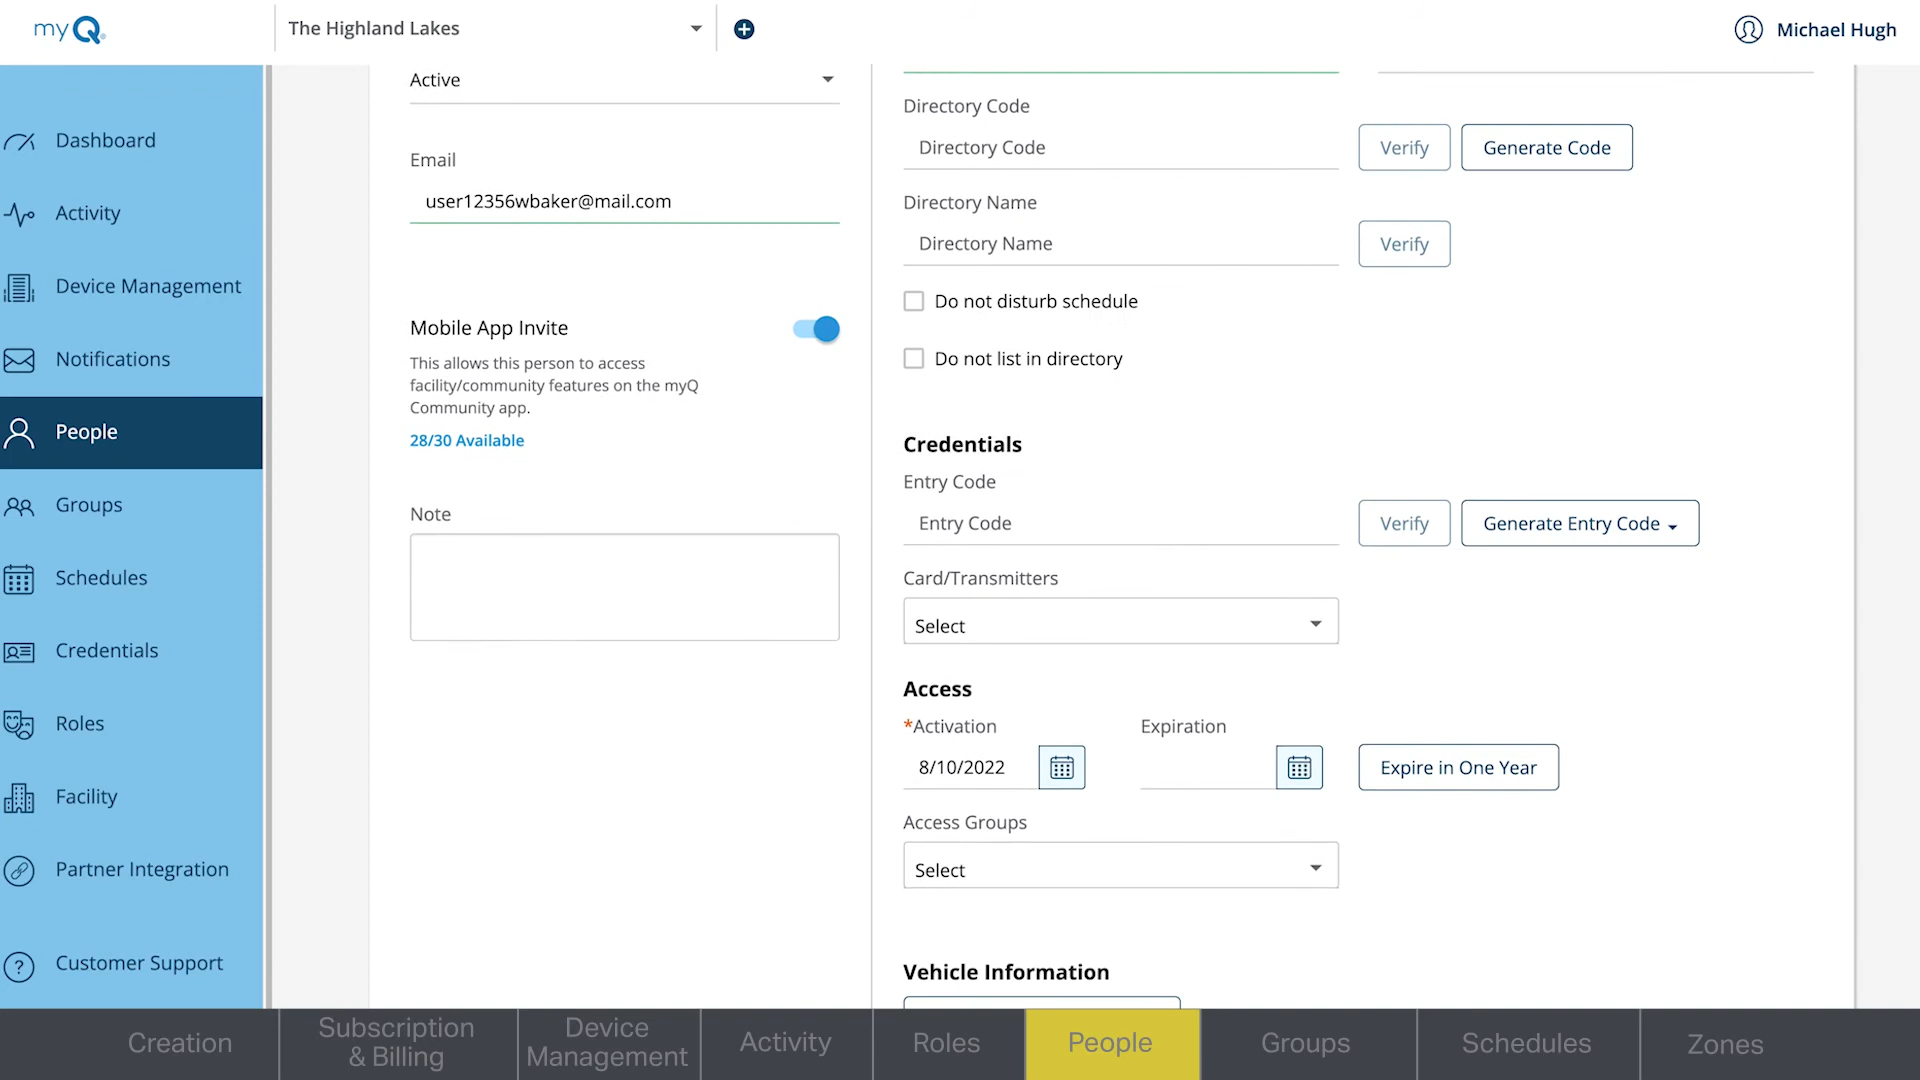 myQ
The Highland Lakes
Michael Hugh
Dashboard
Activity
Device Management
Notifications
People
Groups
Schedules
Credentials
Roles
Facility
Partner Integration
Customer Support
Active
Email
user12356wbaker@mail.com
Mobile App Invite
This allows this person to access
facility/community features on the myQ
Community app.
28/30 Available
Note
Directory Code
Directory Code
Verify
Generate Code
Directory Name
Directory Name
Verify
Do not disturb schedule
Do not list in directory
Credentials
Entry Code
Entry Code
Verify
Generate Entry Code
Card/Transmitters
Select
Access
*Activation
Expiration
8/10/2022
Expire in One Year
Access Groups
Select
Vehicle Information
Creation
Subscription
& Billing
Device
Management
Activity
Roles
People
Groups
Schedules
Zones